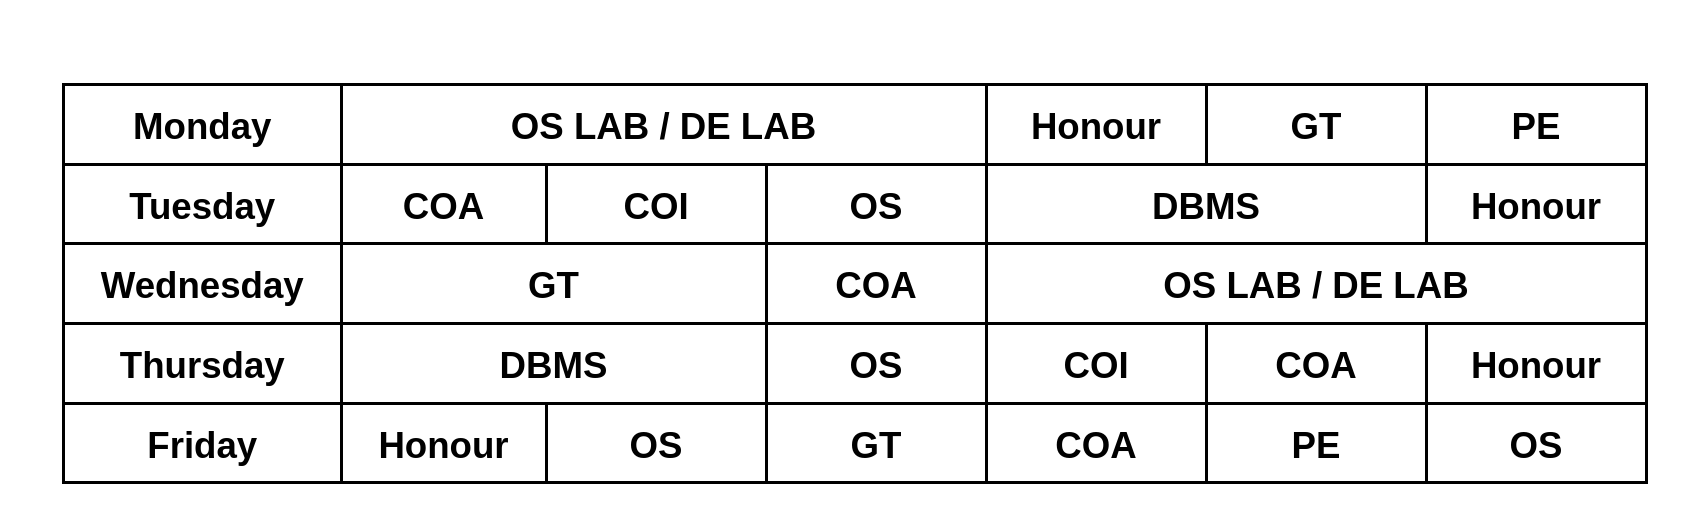 Monday OS LAB / DE LAB Honour GT PE
Tuesday COA COI OS DBMS Honour
Wednesday GT COA OS LAB / DE LAB
Thursday DBMS OS COI COA Honour
Friday Honour OS GT COA PE OS